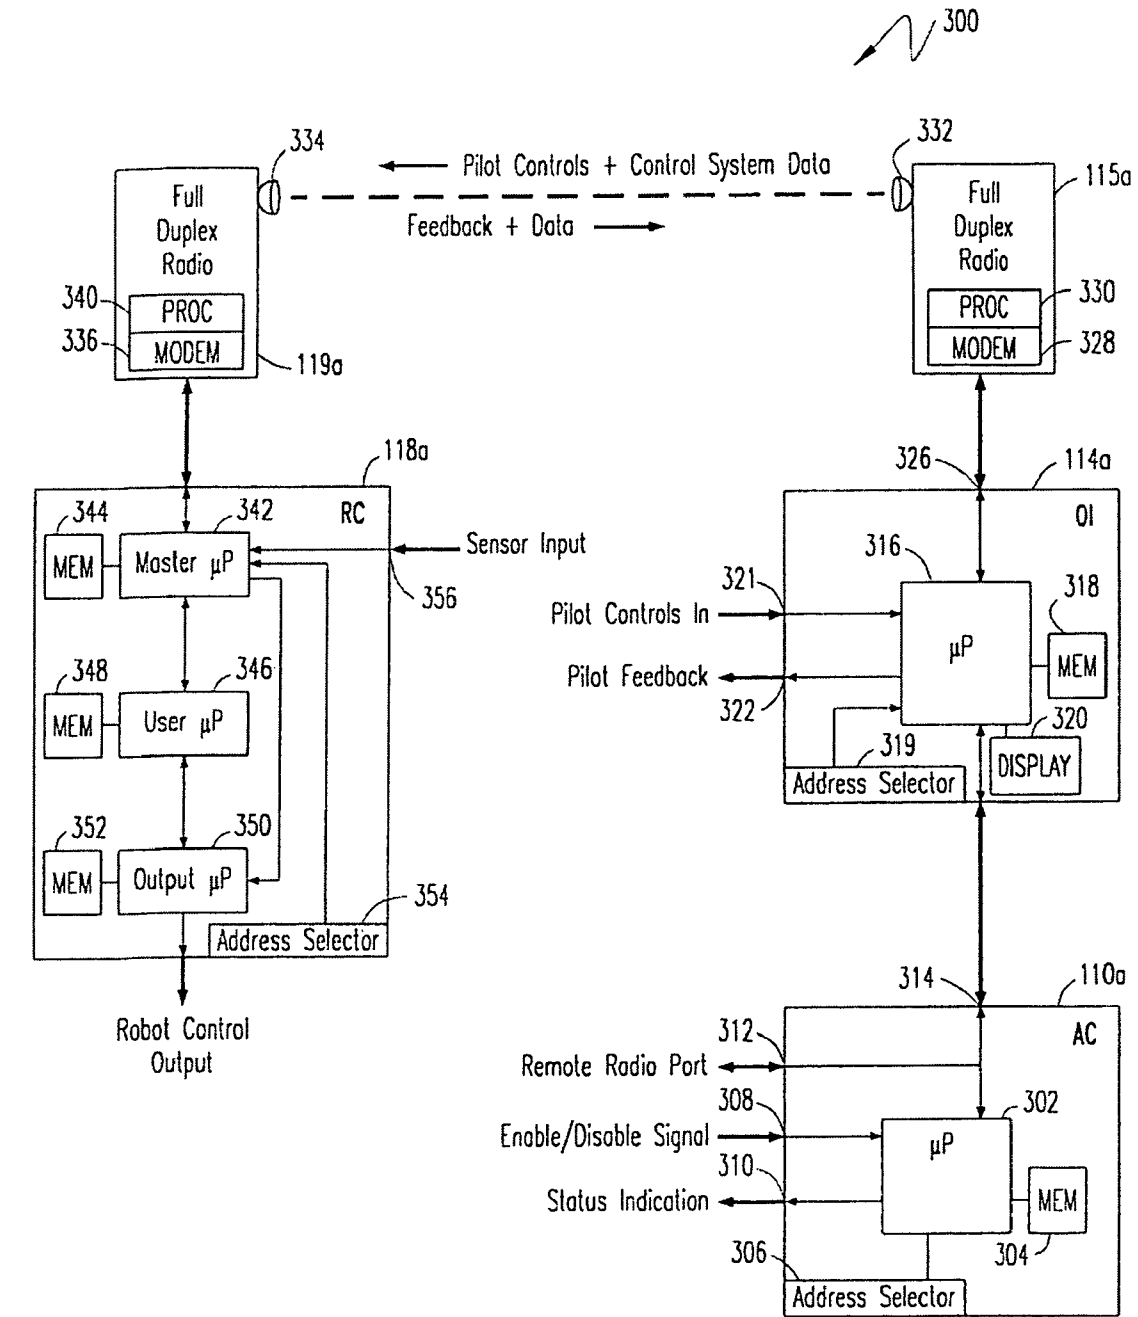 300
334
332
Pilot Controls + Control System Data
115a
Full
Duplex
Radio
Feedback + Data
Full
Duplex
Radio
340
PROC
336
MODEM
119a
PROC
330
MODEM
328
118a
326
114a
344
342
RC
OI
MEM
Master µP
Sensor Input
356
316
321
318
Pilot Controls In
µP
MEM
348
346
Pilot Feedback
322
MEM
User µP
319
320
Address Selector
DISPLAY
352
350
MEM
Output µP
354
Address Selector
314
110a
Robot Control
Output
312
AC
Remote Radio Port
308
302
Enable/Disable Signal
µP
310
Status Indication
MEM
306
304
Address Selector